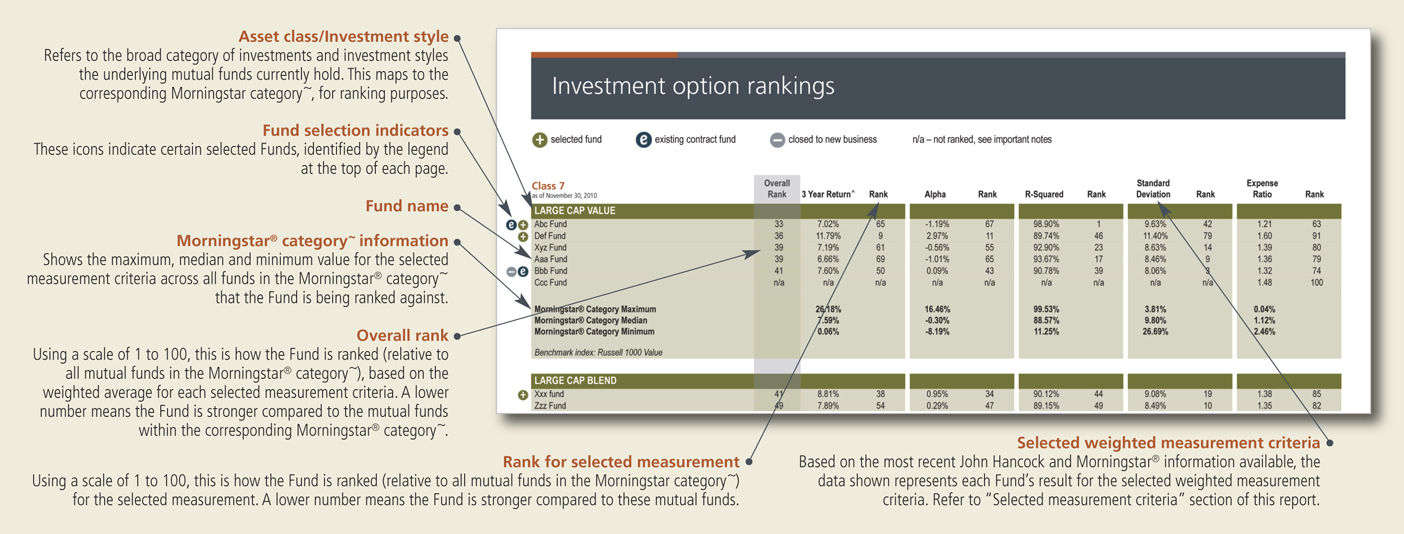 Asset class/Investment style
Refers to the broad category of investments and investment styles
the underlying mutual funds currently hold. This maps to the
corresponding Morningstar category~, for ranking purposes.
Fund selection indicators
These icons indicate certain selected Funds, identified by the legend
at the top of each page.
Fund name
Morningstar® category~ information
Shows the maximum, median and minimum value for the selected
measurement criteria across all funds in the Morningstar® category~
that the Fund is being ranked against.
Overall rank
Using a scale of 1 to 100, this is how the Fund is ranked (relative to
all mutual funds in the Morningstar® category~), based on the
weighted average for each selected measurement criteria. A lower
number means the Fund is stronger compared to the mutual funds
within the corresponding Morningstar® category~.
Rank for selected measurement
Using a scale of 1 to 100, this is how the Fund is ranked (relative to all mutual funds in the Morningstar category~)
for the selected measurement. A lower number means the Fund is stronger compared to these mutual funds.
Investment option rankings
+ selected fund e existing contract fund – closed to new business n/a – not ranked, see important notes
Class 7
as of November 30, 2010
Overall Rank 3 Year Return^ Rank Alpha Rank R-Squared Rank Standard Deviation Rank Expense Ratio Rank
LARGE CAP VALUE
e + Abc Fund 33 7.02% 65 -1.19% 67 98.90% 1 9.63% 42 1.21 63
+ Def Fund 36 11.79% 9 2.97% 11 89.74% 46 11.40% 79 1.60 91
Xyz Fund 39 7.19% 61 -0.56% 55 92.90% 23 8.63% 14 1.39 80
Aaa Fund 39 6.66% 69 -1.01% 65 93.67% 17 8.46% 9 1.36 79
– e Bbb Fund 41 7.60% 50 0.09% 43 90.78% 39 8.06% 3 1.32 74
Ccc Fund n/a n/a n/a n/a n/a n/a n/a n/a n/a 1.48 100
Morningstar® Category Maximum 26.18% 16.46% 99.53% 3.81% 0.04%
Morningstar® Category Median 7.59% -0.30% 88.57% 9.80% 1.12%
Morningstar® Category Minimum 0.06% -8.19% 11.25% 26.69% 2.46%
Benchmark index: Russell 1000 Value
LARGE CAP BLEND
+ Xxx fund 41 8.81% 38 0.95% 34 90.12% 44 9.08% 19 1.38 85
Zzz Fund 49 7.89% 54 0.29% 47 89.15% 49 8.49% 10 1.35 82
Selected weighted measurement criteria
Based on the most recent John Hancock and Morningstar® information available, the
data shown represents each Fund's result for the selected weighted measurement
criteria. Refer to "Selected measurement criteria" section of this report.